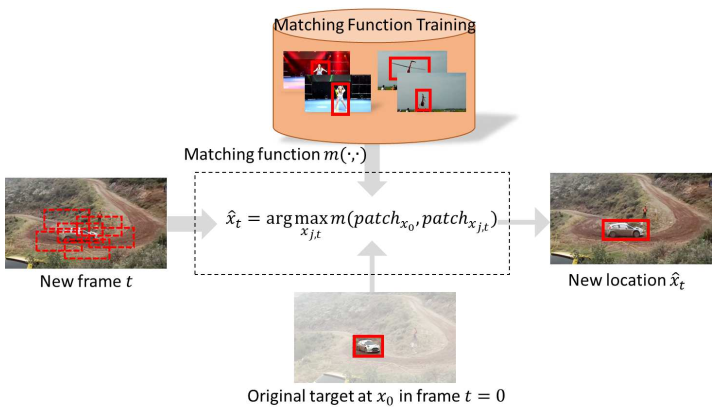 Matching Function Training
Matching function m(·,·)
x̂_t = arg max_{x_{j,t}} m(patch_{x_0}, patch_{x_{j,t}})
New frame t
New location x̂_t
Original target at x_0 in frame t = 0